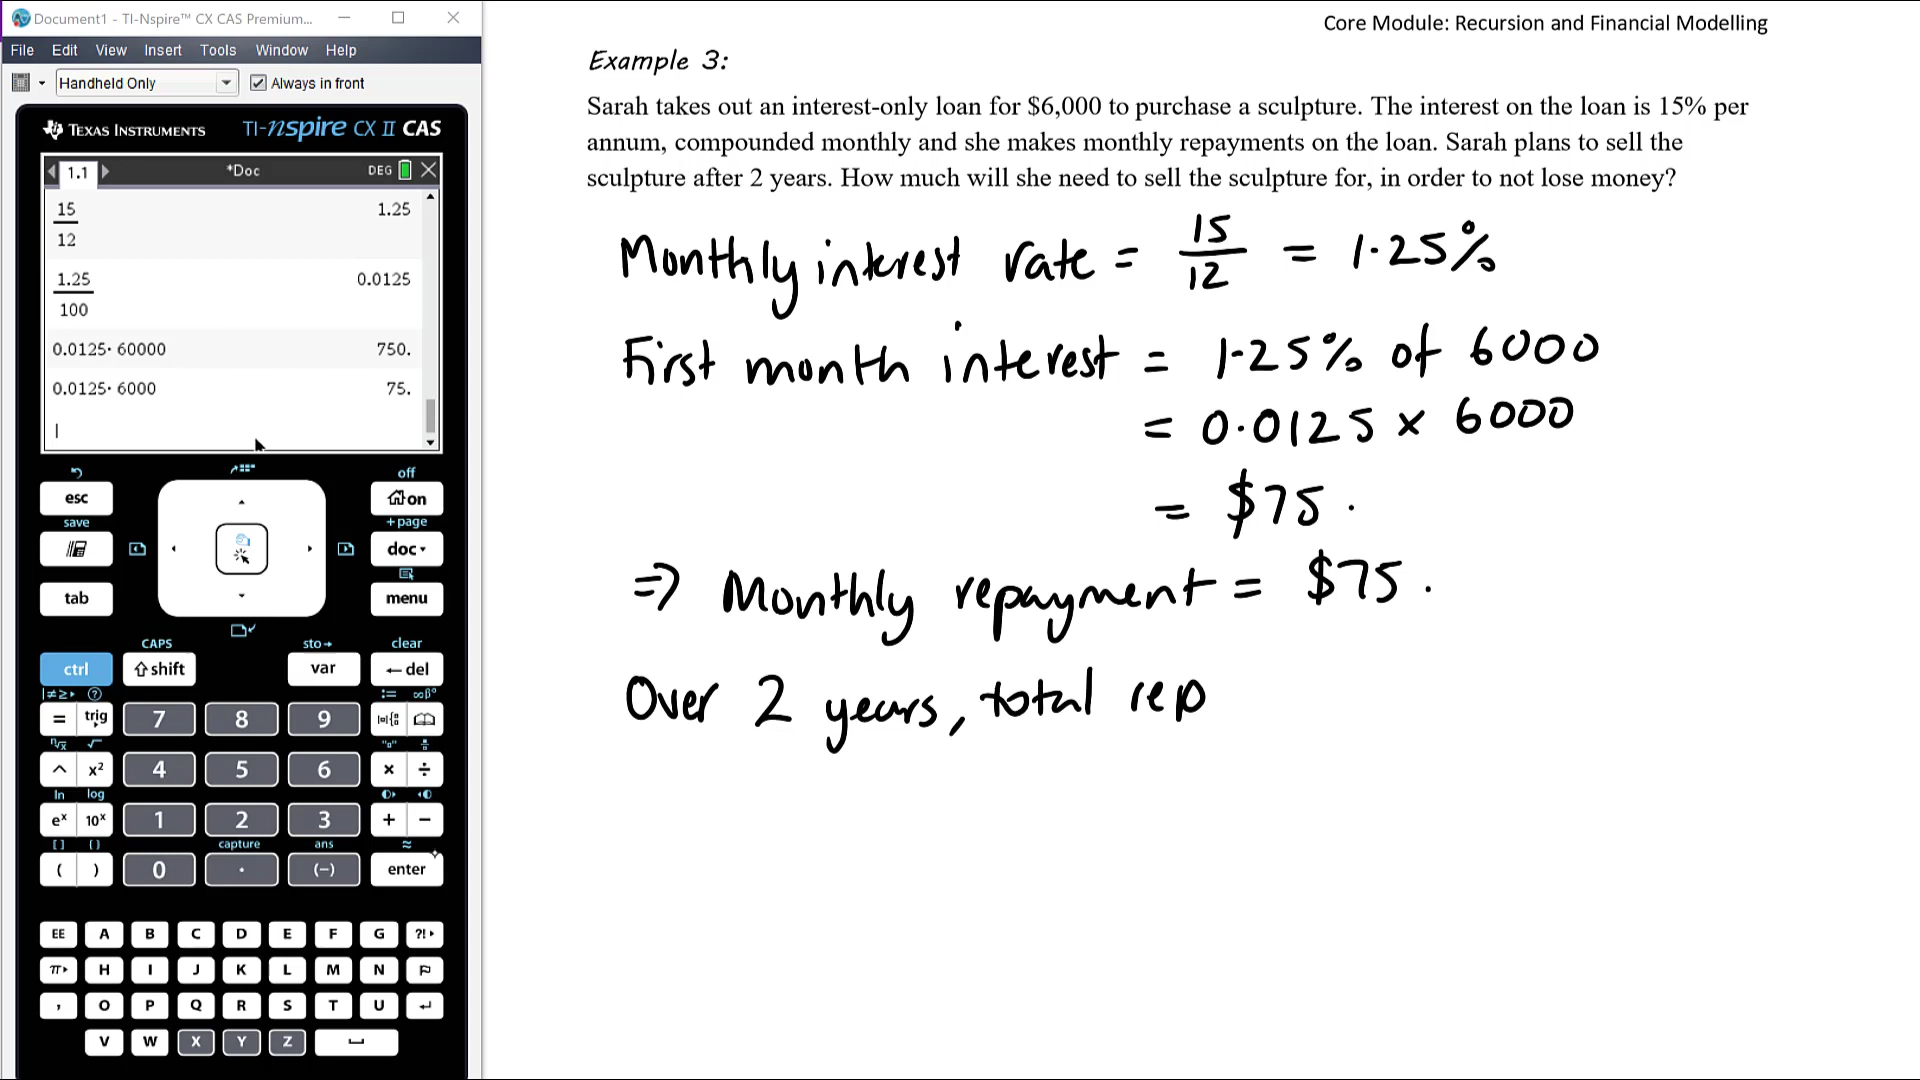 Document1 - TI-Nspire™ CX CAS Premium...
File Edit View Insert Tools Window Help
Handheld Only Always in front
TEXAS INSTRUMENTS TI-nspire CX II CAS
1.1 *Doc DEG
15
12
1.25
1.25
100
0.0125
0.0125· 60000 750.
0.0125· 6000 75.
off
esc on
save +page
doc
tab menu
CAPS sto→ clear
ctrl shift var ←del
|≠≥▸ ? := ∞β°
= trig 7 8 9
ⁿ√x √ "▫"
^ x² 4 5 6 × ÷
ln log
eˣ 10ˣ 1 2 3 + −
[ ] { } capture ans ≈
( ) 0 . (−) enter
EE A B C D E F G ?!▸
π▸ H I J K L M N
, O P Q R S T U ↵
V W X Y Z
Core Module: Recursion and Financial Modelling
Example 3:
Sarah takes out an interest-only loan for $6,000 to purchase a sculpture. The interest on the loan is 15% per
annum, compounded monthly and she makes monthly repayments on the loan. Sarah plans to sell the
sculpture after 2 years. How much will she need to sell the sculpture for, in order to not lose money?
Monthly interest rate = 15/12 = 1.25%
First month interest = 1.25% of 6000
= 0.0125 × 6000
= $75.
⇒ Monthly repayment = $75.
Over 2 years, total rep